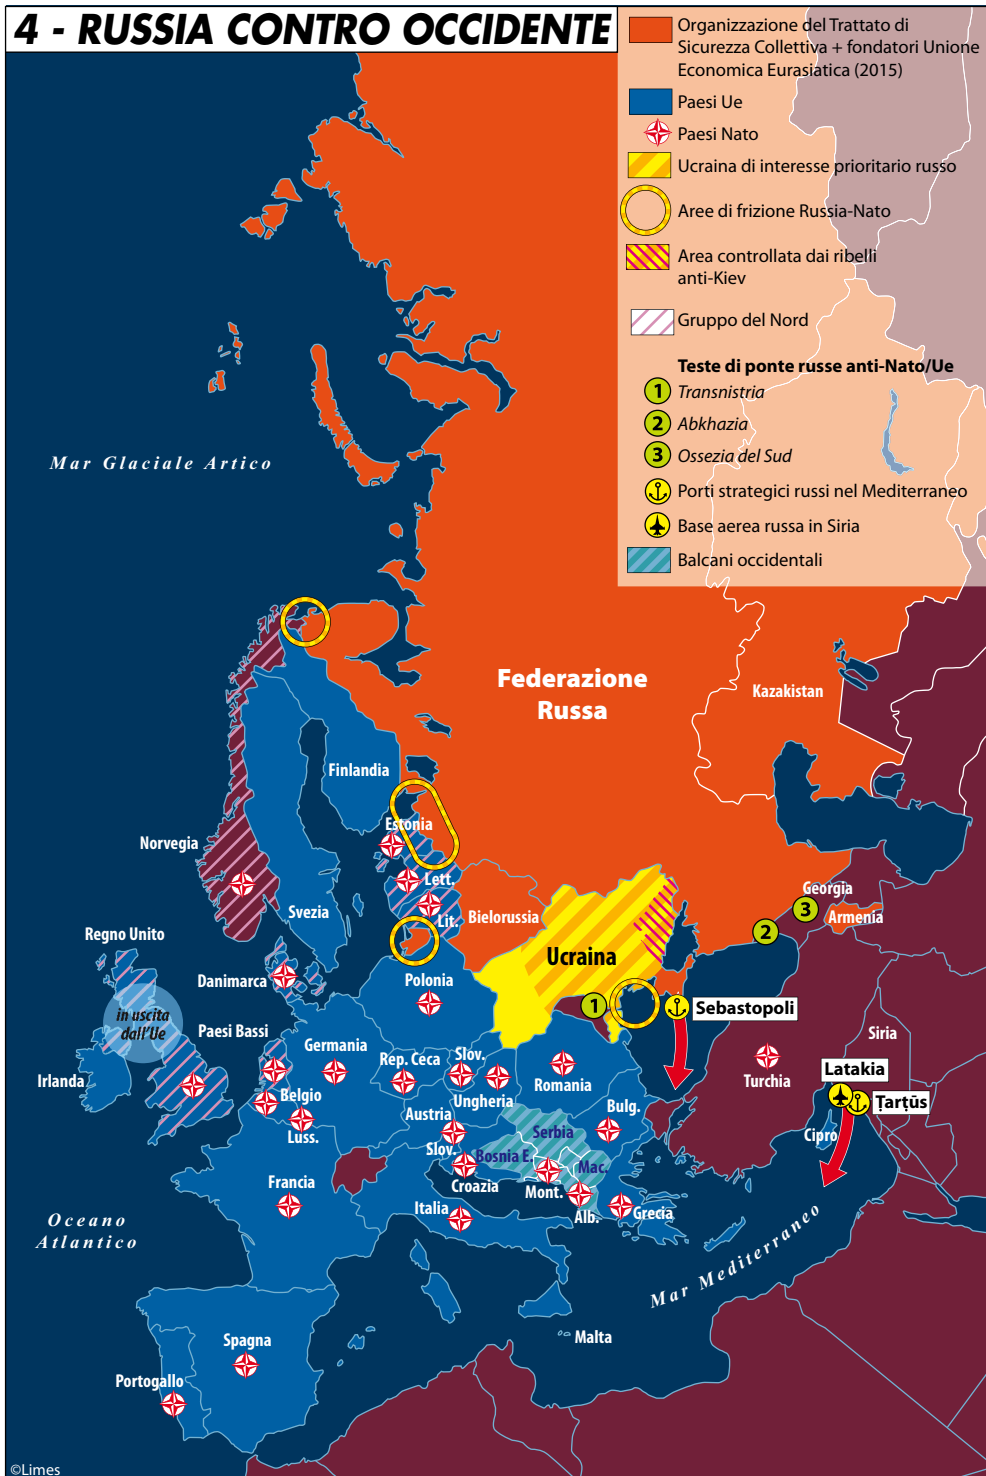 4 - RUSSIA CONTRO OCCIDENTE
Organizzazione del Trattato di
Sicurezza Collettiva + fondatori Unione
Economica Eurasiatica (2015)
Paesi Ue
Paesi Nato
Ucraina di interesse prioritario russo
Aree di frizione Russia-Nato
Area controllata dai ribelli
anti-Kiev
Gruppo del Nord
Teste di ponte russe anti-Nato/Ue
1 Transnistria
2 Abkhazia
3 Ossezia del Sud
Porti strategici russi nel Mediterraneo
Base aerea russa in Siria
Balcani occidentali
Mar Glaciale Artico
Federazione
Russa
Kazakistan
Finlandia
Estonia
Norvegia
Lett.
Svezia
Lit.
Bielorussia
Georgia
3
Armenia
2
Regno Unito
Ucraina
Danimarca
Polonia
1
Sebastopoli
in uscita
dall'Ue
Paesi Bassi
Germania
Rep. Ceca
Slov.
Siria
Irlanda
Belgio
Ungheria
Romania
Turchia
Latakia
Ṭarṭūs
Luss.
Austria
Bulg.
Serbia
Cipro
Slov.
Bosnia E.
Mac.
Croazia
Mont.
Francia
Italia
Alb.
Grecia
Oceano
Atlantico
Mar Mediterraneo
Malta
Spagna
Portogallo
©Limes